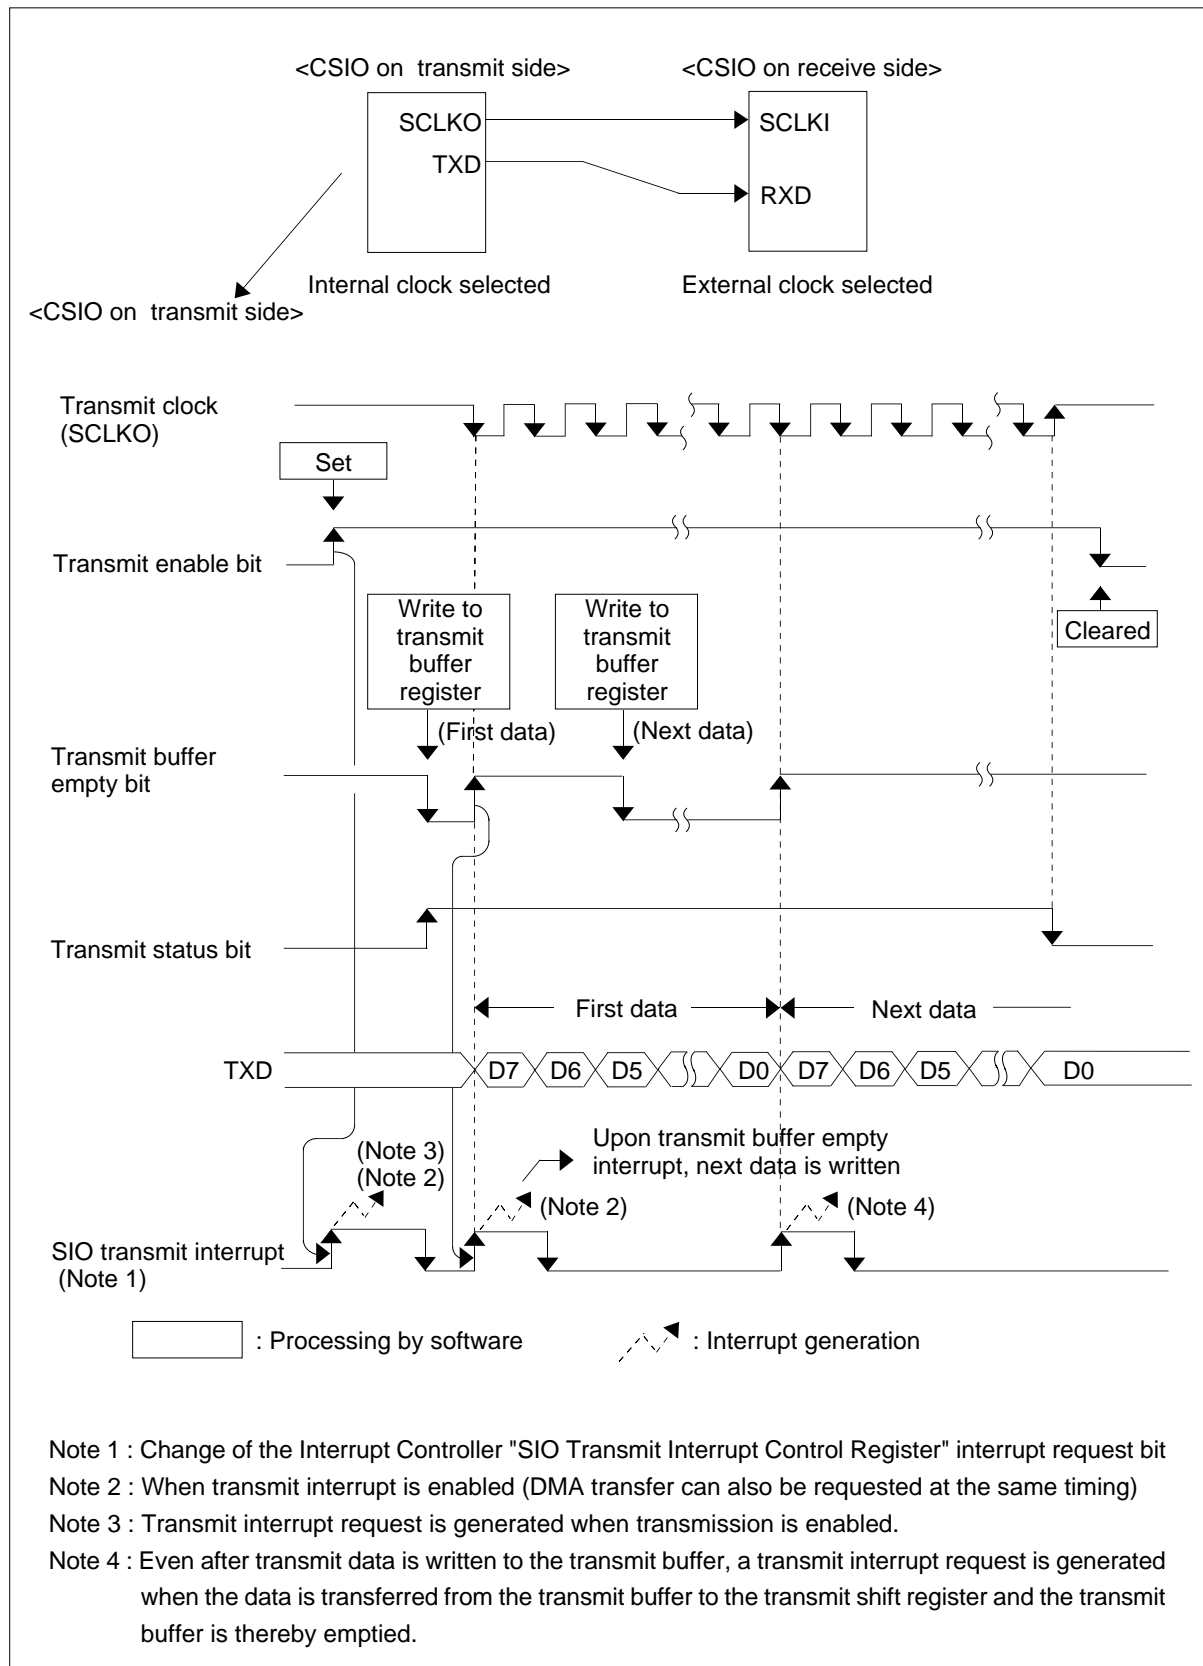 <CSIO on transmit side>
<CSIO on receive side>
SCLKO
SCLKI
TXD
RXD
Internal clock selected
External clock selected
<CSIO on transmit side>
Transmit clock
(SCLKO)
Set
Transmit enable bit
Write to
transmit
buffer
register
Write to
transmit
buffer
register
Cleared
(First data)
(Next data)
Transmit buffer
empty bit
Transmit status bit
First data
Next data
TXD
D7
D6
D5
D0
D7
D6
D5
D0
(Note 3)
(Note 2)
Upon transmit buffer empty
interrupt, next data is written
(Note 2)
(Note 4)
SIO transmit interrupt
(Note 1)
: Processing by software
: Interrupt generation
Note 1 : Change of the Interrupt Controller "SIO Transmit Interrupt Control Register" interrupt request bit
Note 2 : When transmit interrupt is enabled (DMA transfer can also be requested at the same timing)
Note 3 : Transmit interrupt request is generated when transmission is enabled.
Note 4 : Even after transmit data is written to the transmit buffer, a transmit interrupt request is generated
when the data is transferred from the transmit buffer to the transmit shift register and the transmit
buffer is thereby emptied.